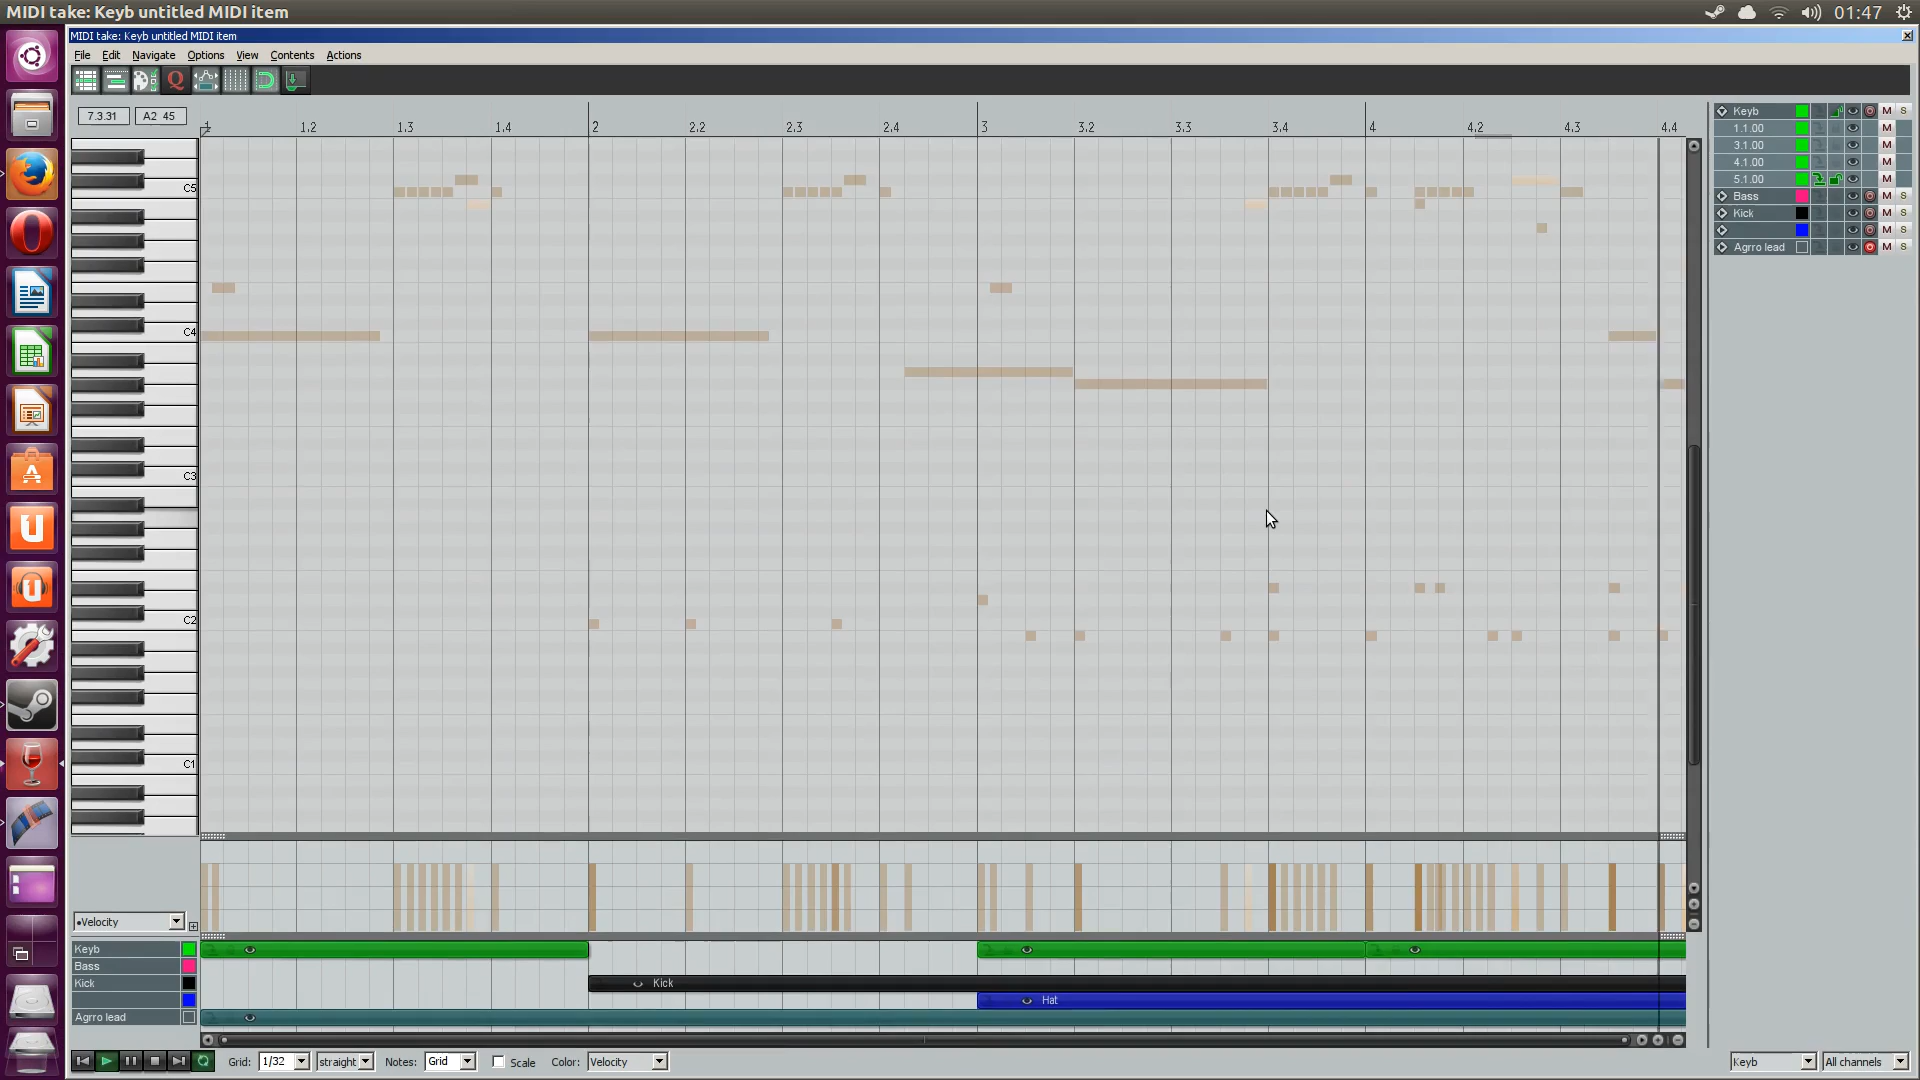 MIDI take: Keyb untitled MIDI item
01:47
MIDI take: Keyb untitled MIDI item
File Edit Navigate Options View Contents Actions
Q
7.3.31 A2 45
1 1.2 1.3 1.4 2 2.2 2.3 2.4 3 3.2 3.3 3.4 4 4.2 4.3 4.4
C5
C4
C3
C2
C1
Keyb M S
1.1.00 M
3.1.00 M
4.1.00 M
5.1.00 M
Bass M S
Kick M S
M S
Agrro lead M S
•Velocity
Keyb
Bass
Kick Kick
Hat
Agrro lead
Grid: 1/32 straight Notes: Grid Scale Color: Velocity Keyb All channels